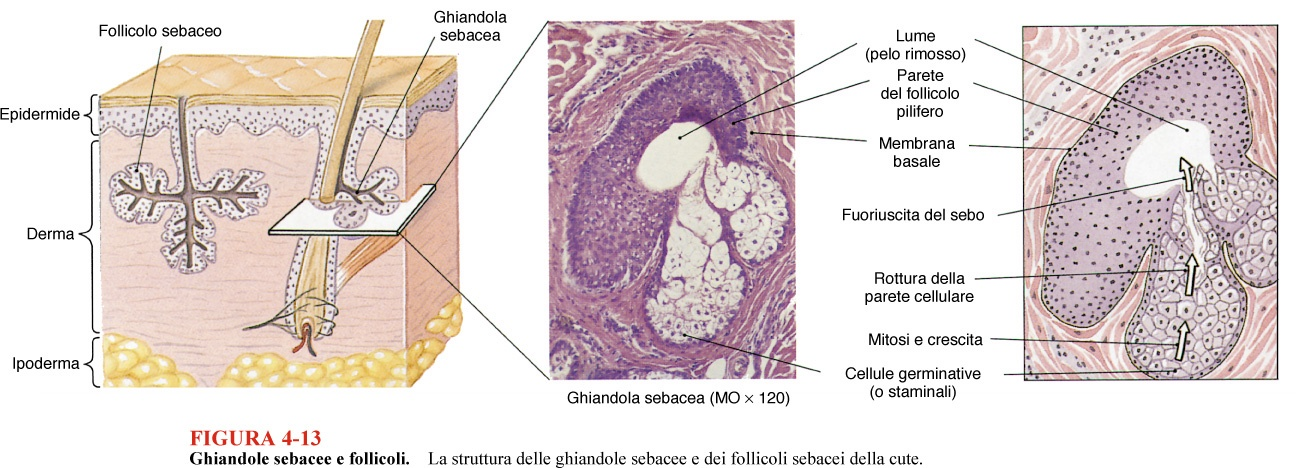 Follicolo sebaceo
Ghiandola
sebacea
Epidermide
Derma
Ipoderma
Lume
(pelo rimosso)
Parete
del follicolo
pilifero
Membrana
basale
Fuoriuscita del sebo
Rottura della
parete cellulare
Mitosi e crescita
Cellule germinative
(o staminali)
Ghiandola sebacea (MO × 120)
FIGURA 4-13
Ghiandole sebacee e follicoli. La struttura delle ghiandole sebacee e dei follicoli sebacei della cute.